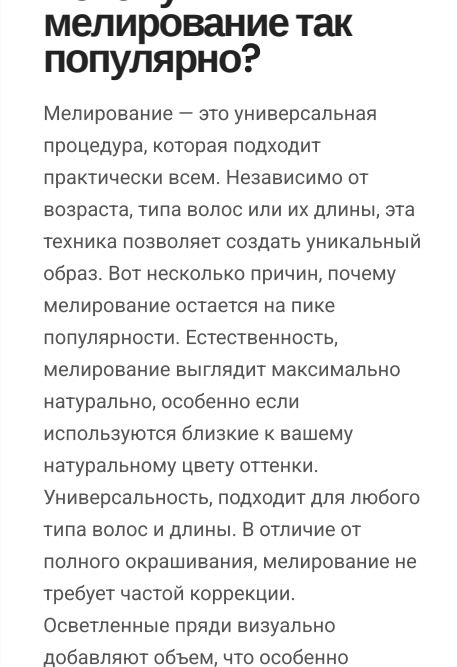 мелирование так
популярно?
Мелирование — это универсальная
процедура, которая подходит
практически всем. Независимо от
возраста, типа волос или их длины, эта
техника позволяет создать уникальный
образ. Вот несколько причин, почему
мелирование остается на пике
популярности. Естественность,
мелирование выглядит максимально
натурально, особенно если
используются близкие к вашему
натуральному цвету оттенки.
Универсальность, подходит для любого
типа волос и длины. В отличие от
полного окрашивания, мелирование не
требует частой коррекции.
Осветленные пряди визуально
добавляют объем, что особенно